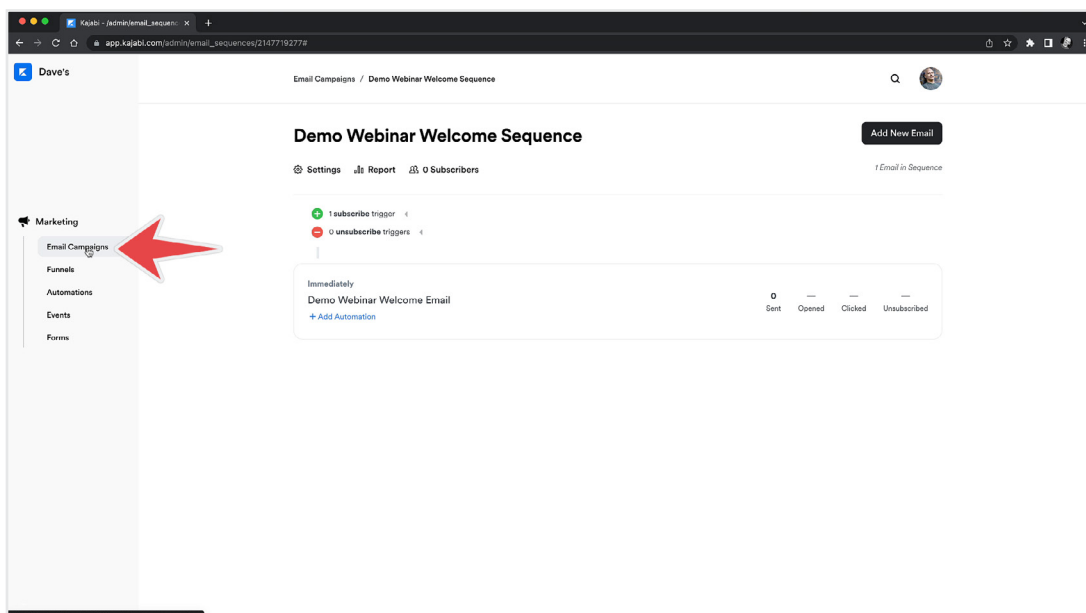 Kajabi - /admin/email_sequenc
app.kajabi.com/admin/email_sequences/2147719277#
Dave's
Email Campaigns / Demo Webinar Welcome Sequence
Demo Webinar Welcome Sequence
Add New Email
Settings Report 0 Subscribers
1 Email in Sequence
1 subscribe trigger
0 unsubscribe triggers
Marketing
Email Campaigns
Funnels
Automations
Events
Forms
Immediately
Demo Webinar Welcome Email
+ Add Automation
0 — — —
Sent Opened Clicked Unsubscribed